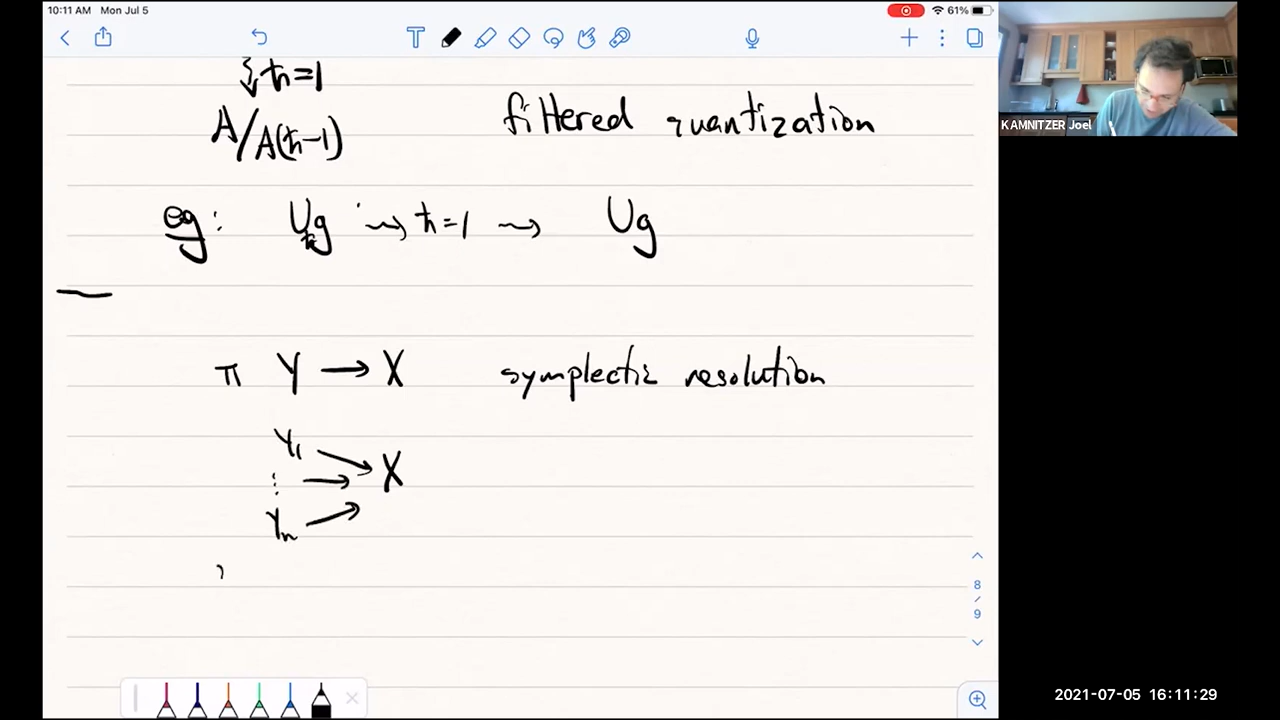 10:11 AM Mon Jul 5
61%
ħ=1
A/A(ħ-1)
filtered quantization
eg: U_ħ g ⇝ ħ=1 ⇝ Ug
π Y → X symplectic resolution
Y₁
⋮ → X
Yₙ
8
/
9
KAMNITZER Joel
2021-07-05 16:11:29